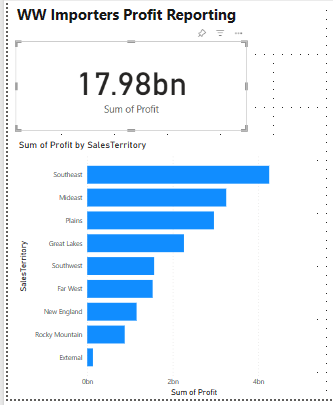 WW Importers Profit Reporting
17.98bn
Sum of Profit
Sum of Profit by SalesTerritory
Southeast
Mideast
Plains
Great Lakes
Southwest
Far West
New England
Rocky Mountain
External
SalesTerritory
0bn 2bn 4bn
Sum of Profit